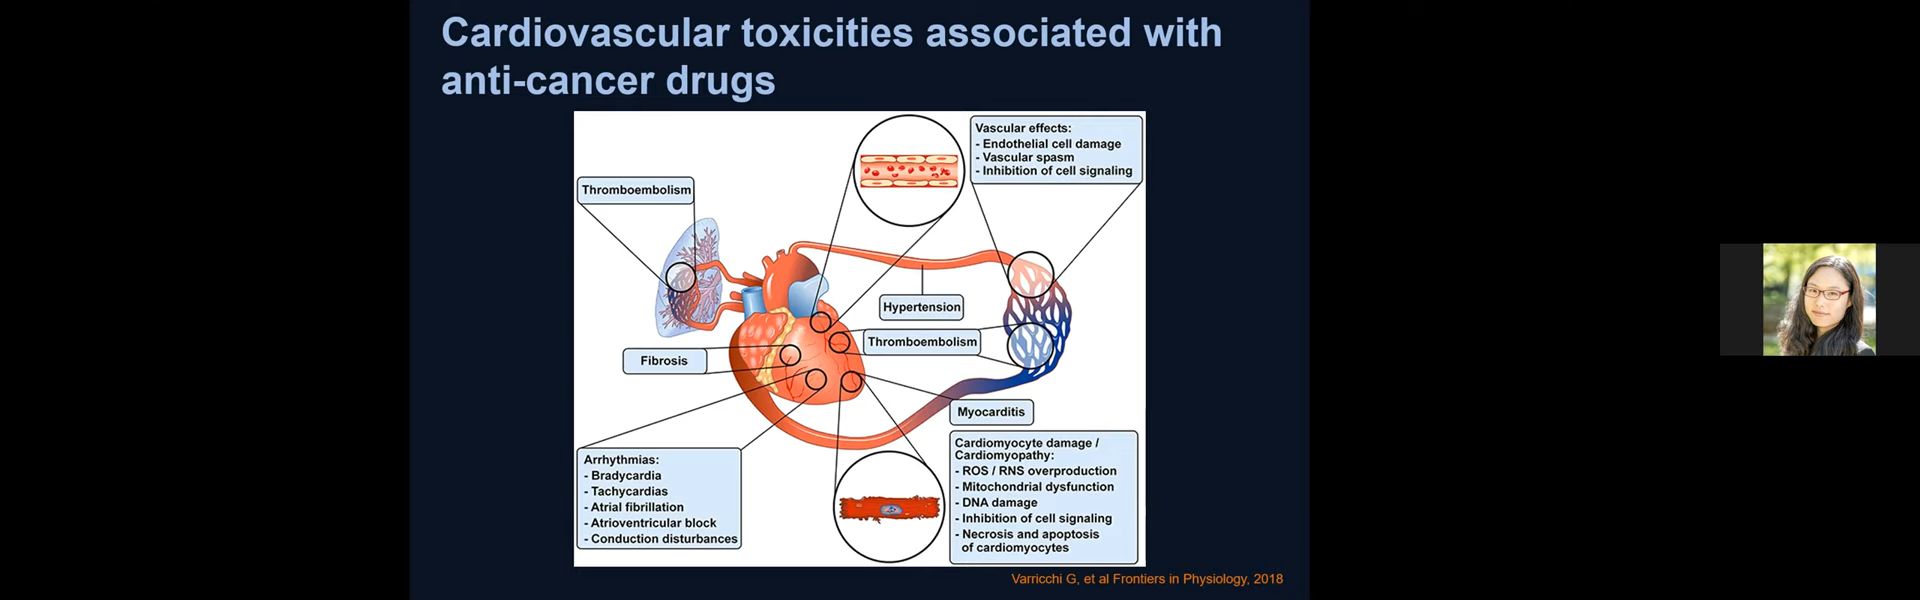 Cardiovascular toxicities associated with
anti-cancer drugs
Vascular effects:
- Endothelial cell damage
- Vascular spasm
- Inhibition of cell signaling
Thromboembolism
Hypertension
Thromboembolism
Fibrosis
Myocarditis
Arrhythmias:
- Bradycardia
- Tachycardias
- Atrial fibrillation
- Atrioventricular block
- Conduction disturbances
Cardiomyocyte damage /
Cardiomyopathy:
- ROS / RNS overproduction
- Mitochondrial dysfunction
- DNA damage
- Inhibition of cell signaling
- Necrosis and apoptosis
of cardiomyocytes
Varricchi G, et al Frontiers in Physiology, 2018